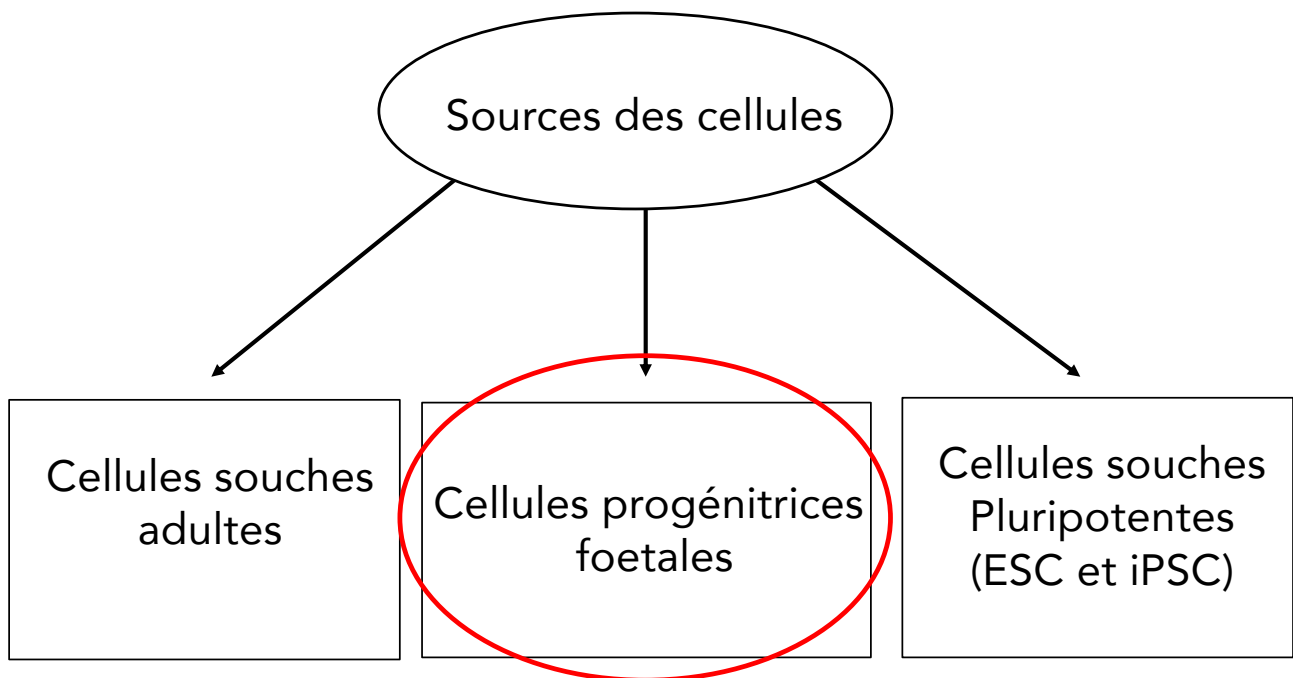 Sources des cellules
Cellules souches
adultes
Cellules progénitrices
foetales
Cellules souches
Pluripotentes
(ESC et iPSC)